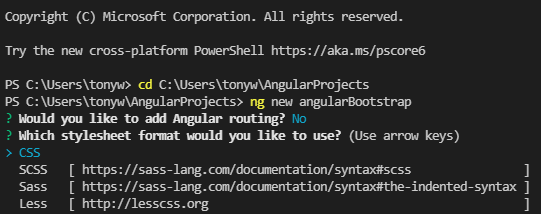 Copyright (C) Microsoft Corporation. All rights reserved.
Try the new cross-platform PowerShell https://aka.ms/pscore6
PS C:\Users\tonyw> cd C:\Users\tonyw\AngularProjects
PS C:\Users\tonyw\AngularProjects> ng new angularBootstrap
? Would you like to add Angular routing? No
? Which stylesheet format would you like to use? (Use arrow keys)
> CSS
SCSS [ https://sass-lang.com/documentation/syntax#scss ]
Sass [ https://sass-lang.com/documentation/syntax#the-indented-syntax ]
Less [ http://lesscss.org ]